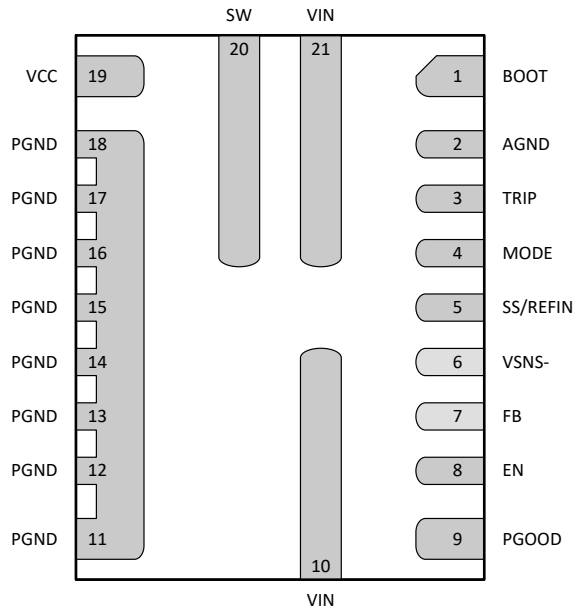 SW VIN
20 21
VCC 19 1 BOOT
PGND 18 2 AGND
PGND 17 3 TRIP
PGND 16 4 MODE
PGND 15 5 SS/REFIN
PGND 14 6 VSNS-
PGND 13 7 FB
PGND 12 8 EN
PGND 11 9 PGOOD
10
VIN